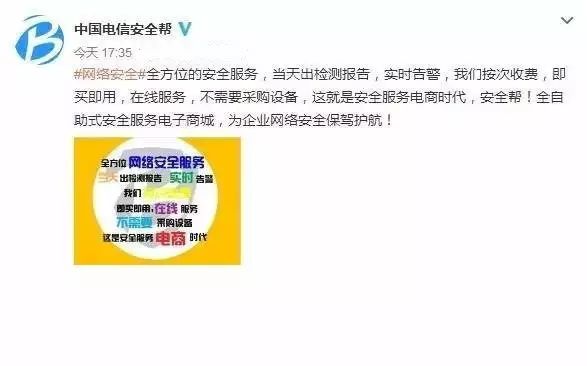 中国电信安全帮
今天 17:35
#网络安全#全方位的安全服务，当天出检测报告，实时告警，我们按次收费，即
买即用，在线服务，不需要采购设备，这就是安全服务电商时代，安全帮！全自
助式安全服务电子商城，为企业网络安全保驾护航！
全方位 网络安全服务
当天 出检测报告 实时 告警
我们
即买即用，在线 服务
不需要 采购设备
这是安全服务 电商 时代